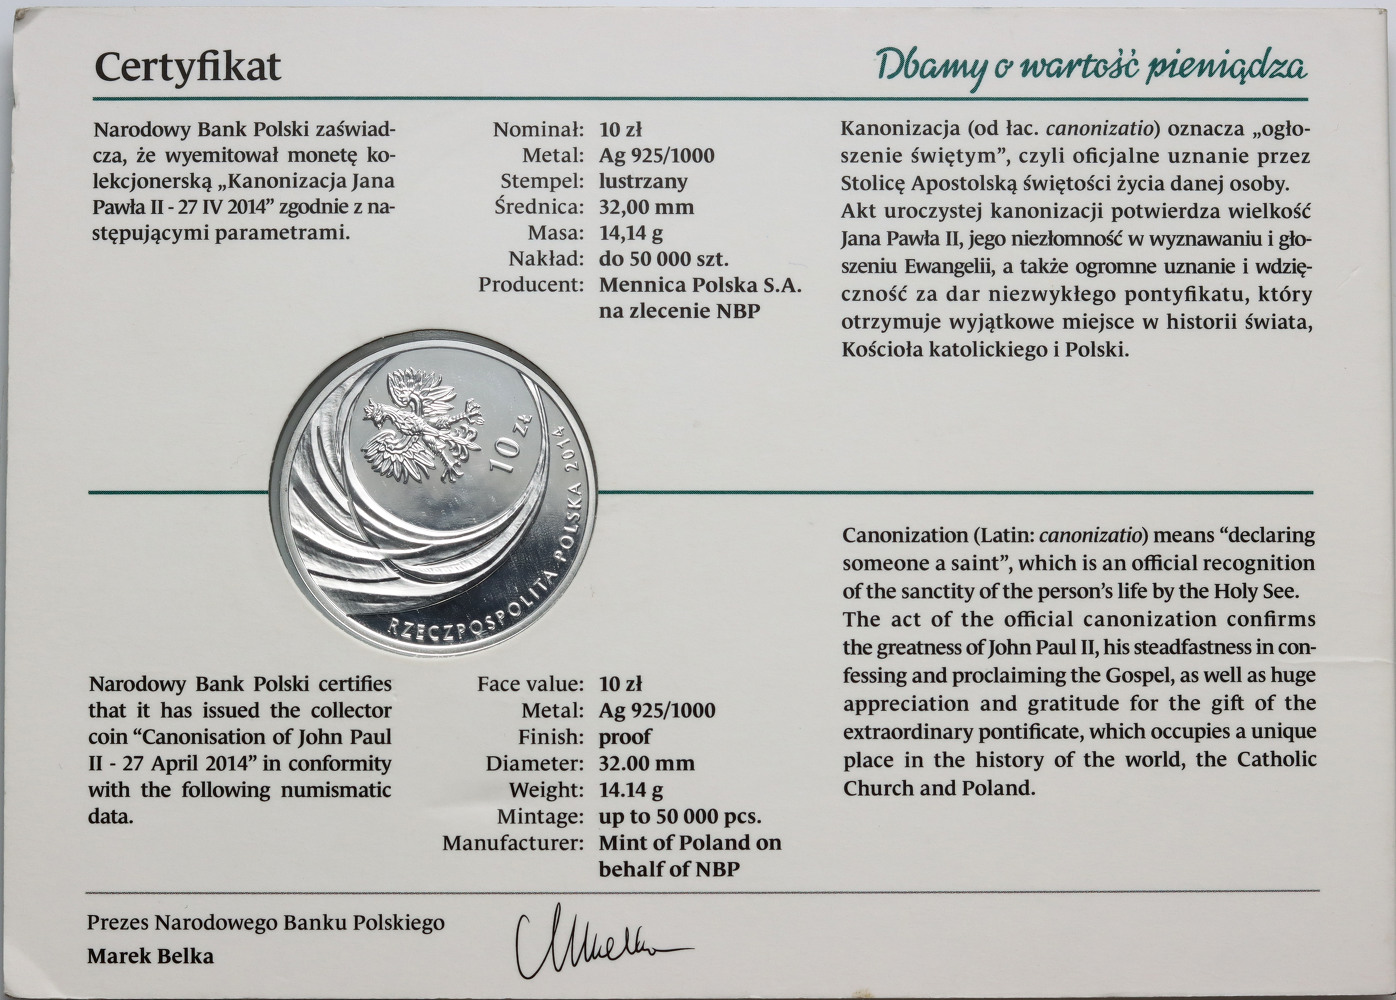 Certyfikat
Dbamy o wartość pieniądza
Narodowy Bank Polski zaświad-
cza, że wyemitował monetę ko-
lekcjonerską „Kanonizacja Jana
Pawła II - 27 IV 2014” zgodnie z na-
stępującymi parametrami.
Nominał: 10 zł
Metal: Ag 925/1000
Stempel: lustrzany
Średnica: 32,00 mm
Masa: 14,14 g
Nakład: do 50 000 szt.
Producent: Mennica Polska S.A.
na zlecenie NBP
Kanonizacja (od łac. canonizatio) oznacza „ogło-
szenie świętym”, czyli oficjalne uznanie przez
Stolicę Apostolską świętości życia danej osoby.
Akt uroczystej kanonizacji potwierdza wielkość
Jana Pawła II, jego niezłomność w wyznawaniu i gło-
szeniu Ewangelii, a także ogromne uznanie i wdzię-
czność za dar niezwykłego pontyfikatu, który
otrzymuje wyjątkowe miejsce w historii świata,
Kościoła katolickiego i Polski.
10 zł
RZECZPOSPOLITA POLSKA 2014
Narodowy Bank Polski certifies
that it has issued the collector
coin “Canonisation of John Paul
II - 27 April 2014” in conformity
with the following numismatic
data.
Face value: 10 zł
Metal: Ag 925/1000
Finish: proof
Diameter: 32.00 mm
Weight: 14.14 g
Mintage: up to 50 000 pcs.
Manufacturer: Mint of Poland on
behalf of NBP
Canonization (Latin: canonizatio) means “declaring
someone a saint”, which is an official recognition
of the sanctity of the person’s life by the Holy See.
The act of the official canonization confirms
the greatness of John Paul II, his steadfastness in con-
fessing and proclaiming the Gospel, as well as huge
appreciation and gratitude for the gift of the
extraordinary pontificate, which occupies a unique
place in the history of the world, the Catholic
Church and Poland.
Prezes Narodowego Banku Polskiego
Marek Belka